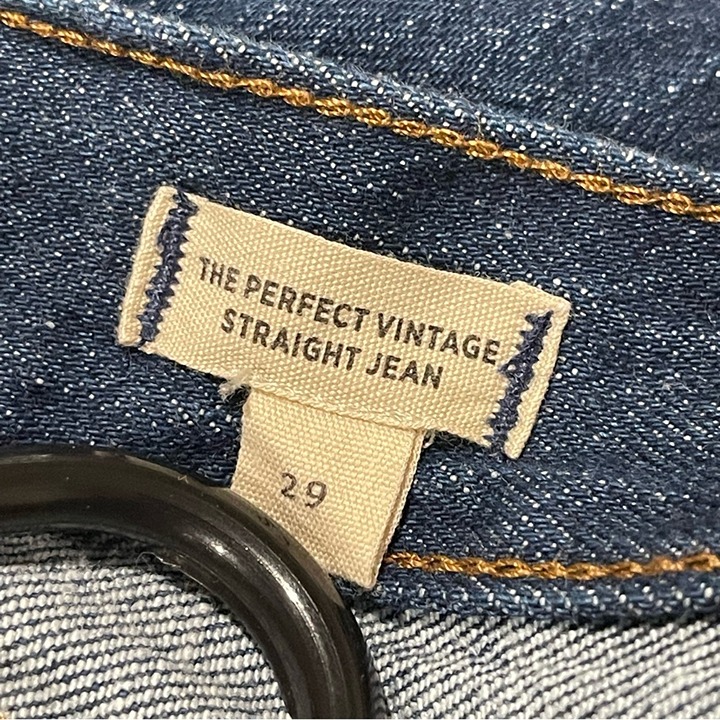 THE PERFECT VINTAGE
STRAIGHT JEAN
29